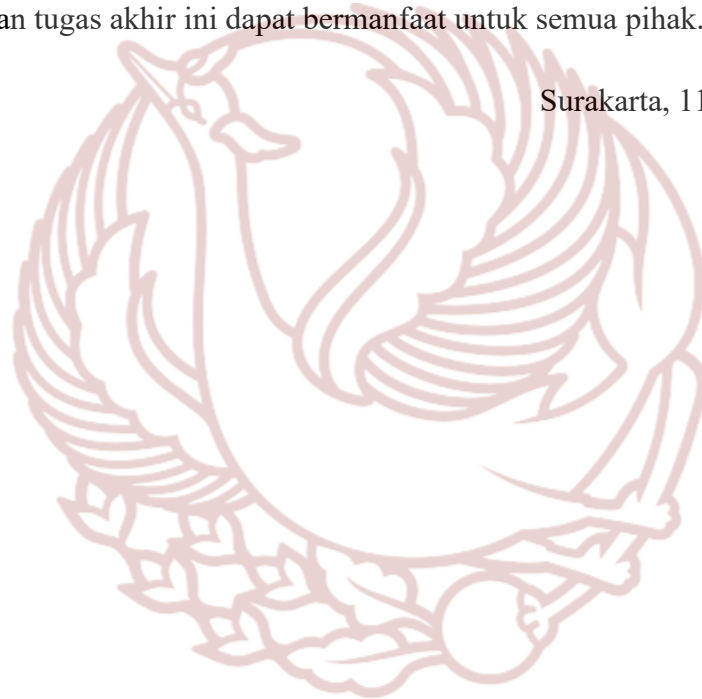 an tugas akhir ini dapat bermanfaat untuk semua pihak.
Surakarta, 11